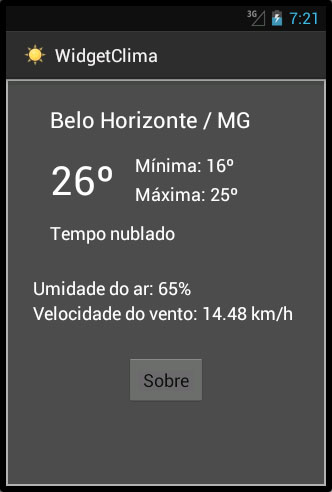 3G 7:21
WidgetClima
Belo Horizonte / MG
26º
Mínima: 16º
Máxima: 25º
Tempo nublado
Umidade do ar: 65%
Velocidade do vento: 14.48 km/h
Sobre